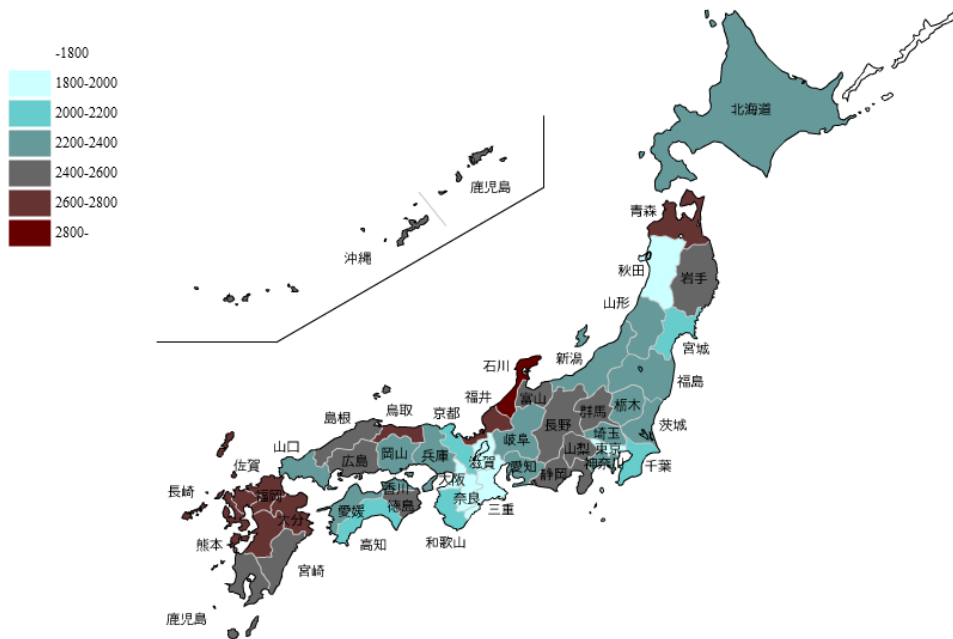 -1800
1800-2000
2000-2200
2200-2400
2400-2600
2600-2800
2800-
北海道
鹿児島
沖縄
青森
秋田
岩手
山形
宮城
新潟
福島
石川
福井
富山
群馬
栃木
長野
茨城
埼玉
山梨
東京
神奈川
千葉
岐阜
静岡
愛知
島根
鳥取
京都
滋賀
山口
広島
岡山
兵庫
大阪
奈良
三重
和歌山
佐賀
福岡
長崎
大分
熊本
宮崎
鹿児島
香川
愛媛
徳島
高知